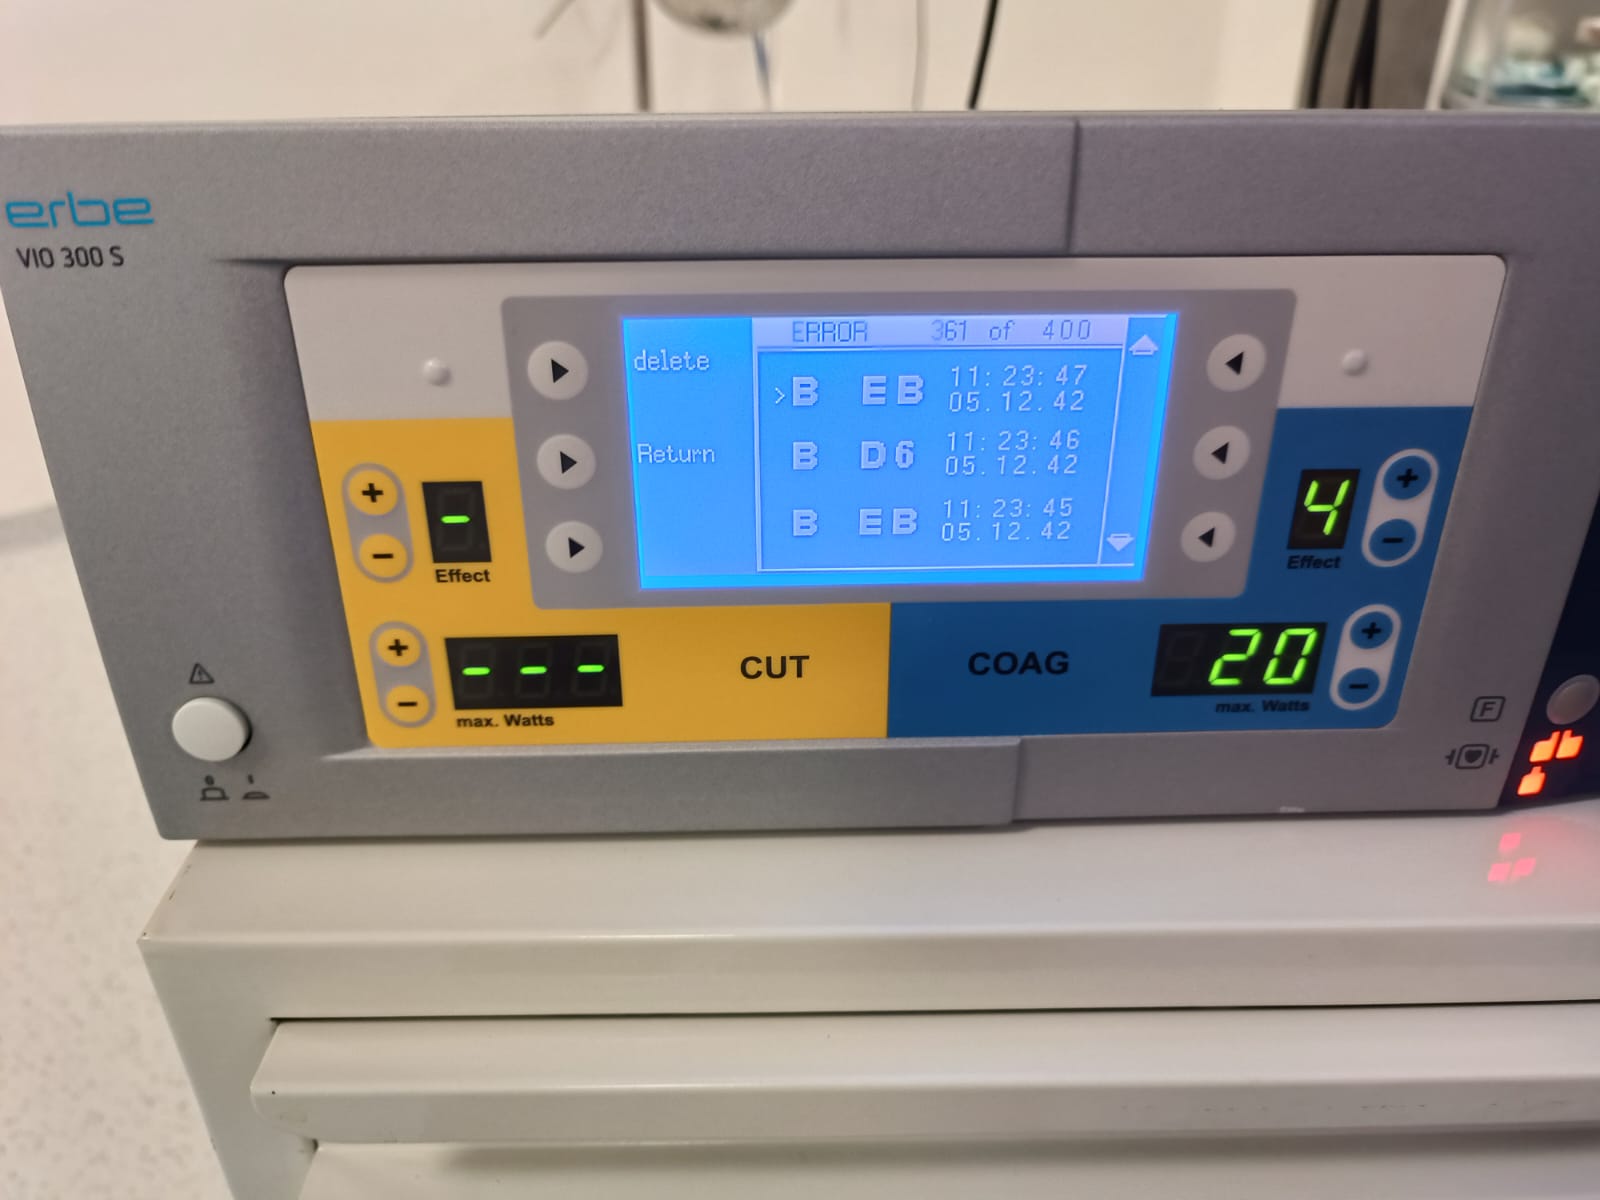 erbe
VIO 300 S
ERROR 361 of 400
delete
>B EB 11:23:47
05.12.42
Return
B D6 11:23:46
05.12.42
B EB 11:23:45
05.12.42
+
-
-
Effect
4
Effect
+
-
+
-
---
max. Watts
CUT
COAG
20
max. Watts
+
-
F